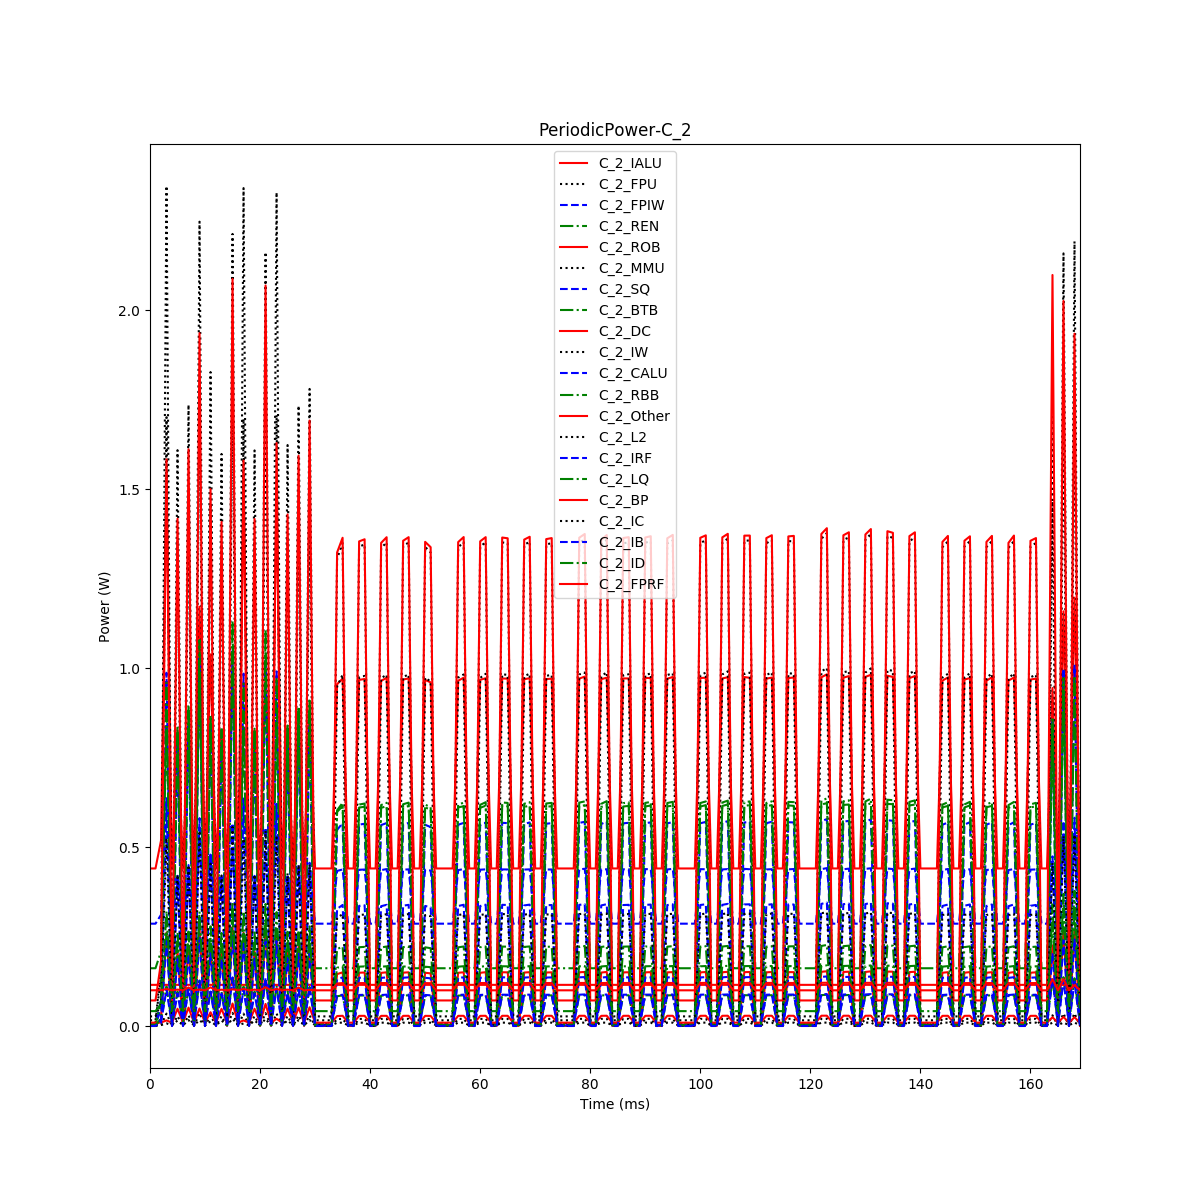 PeriodicPower-C_2
C_2_IALU
C_2_FPU
C_2_FPIW
C_2_REN
C_2_ROB
C_2_MMU
C_2_SQ
C_2_BTB
C_2_DC
C_2_IW
C_2_CALU
C_2_RBB
C_2_Other
C_2_L2
C_2_IRF
C_2_LQ
C_2_BP
C_2_IC
C_2_IB
C_2_ID
C_2_FPRF
Power (W)
2.0
1.5
1.0
0.5
0.0
0 20 40 60 80 100 120 140 160
Time (ms)